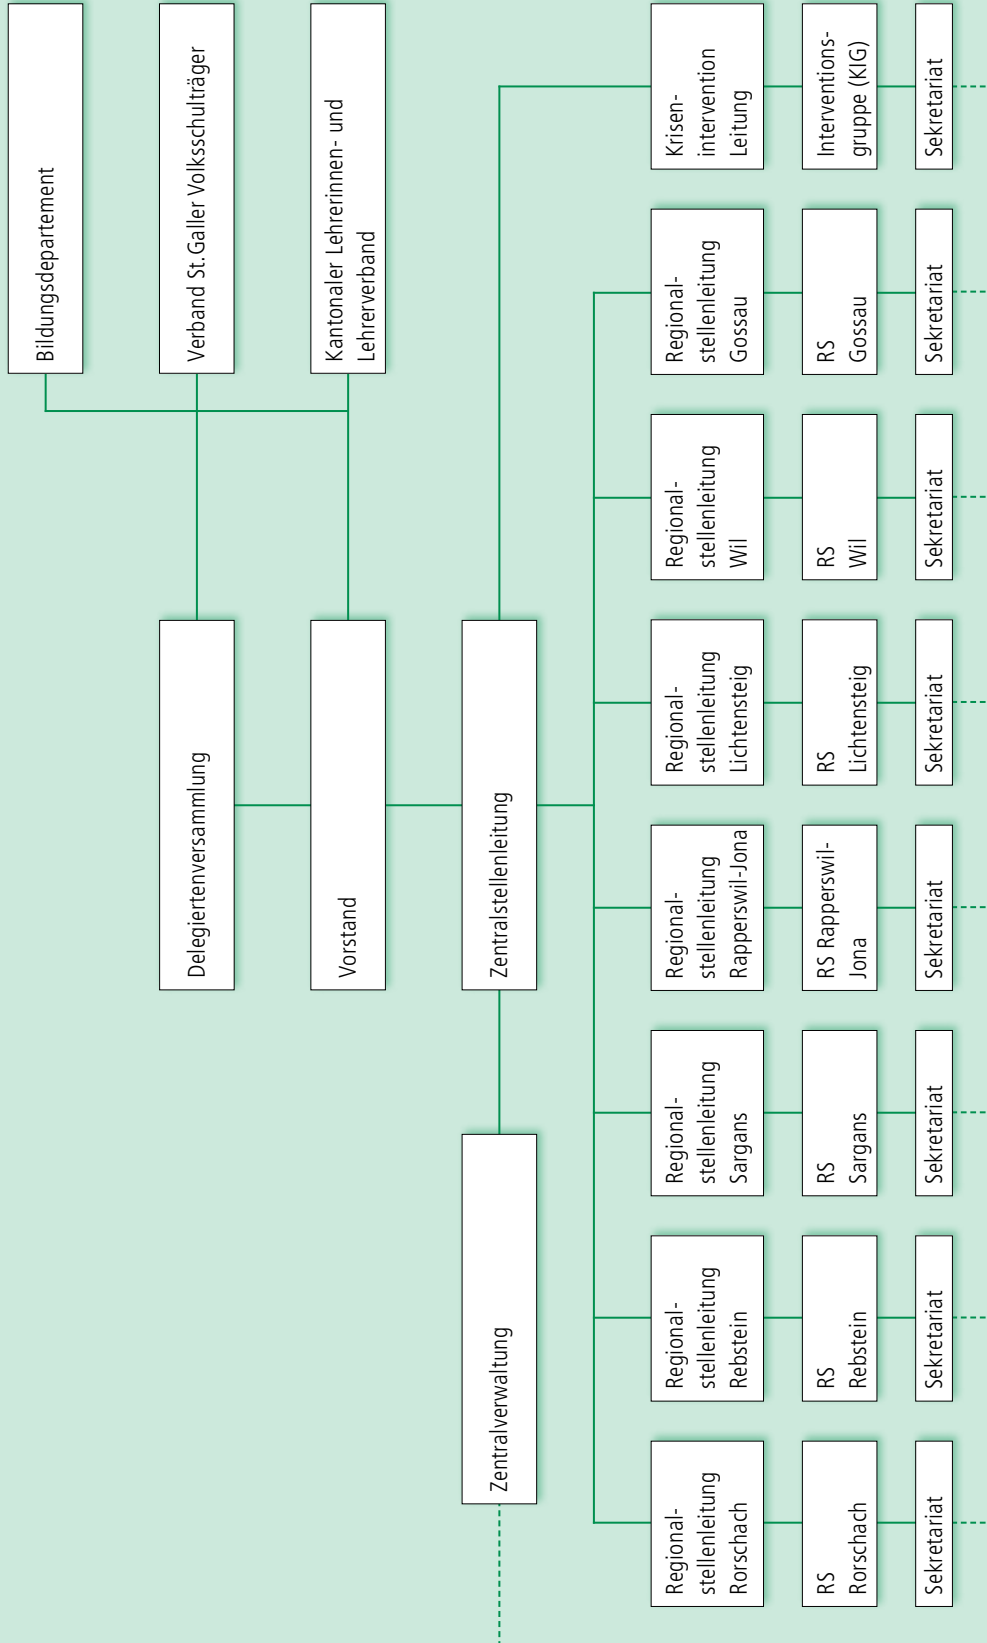 Bildungsdepartement
Delegiertenversammlung
Verband St. Galler Volksschulträger
Vorstand
Kantonaler Lehrerinnen- und
Lehrerverband
Zentralverwaltung
Zentralstellenleitung
Regional-
stellenleitung
Rorschach
Regional-
stellenleitung
Rebstein
Regional-
stellenleitung
Sargans
Regional-
stellenleitung
Rapperswil-Jona
Regional-
stellenleitung
Lichtensteig
Regional-
stellenleitung
Wil
Regional-
stellenleitung
Gossau
Krisen-
intervention
Leitung
RS
Rorschach
RS
Rebstein
RS
Sargans
RS Rapperswil-
Jona
RS
Lichtensteig
RS
Wil
RS
Gossau
Interventions-
gruppe (KIG)
Sekretariat
Sekretariat
Sekretariat
Sekretariat
Sekretariat
Sekretariat
Sekretariat
Sekretariat